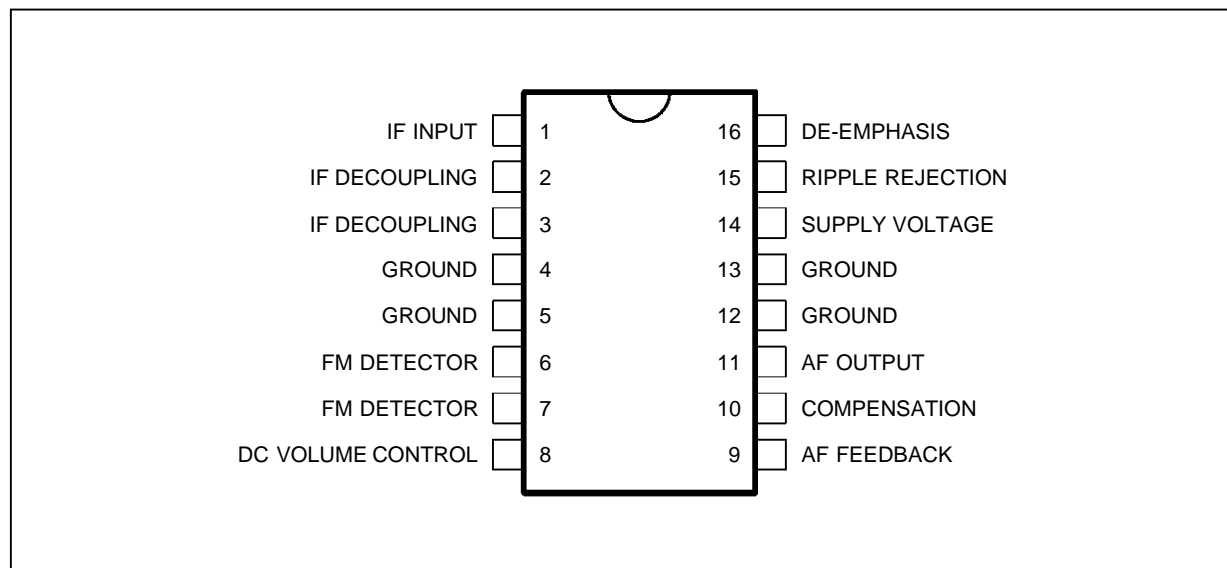 IF INPUT 1 16 DE-EMPHASIS
IF DECOUPLING 2 15 RIPPLE REJECTION
IF DECOUPLING 3 14 SUPPLY VOLTAGE
GROUND 4 13 GROUND
GROUND 5 12 GROUND
FM DETECTOR 6 11 AF OUTPUT
FM DETECTOR 7 10 COMPENSATION
DC VOLUME CONTROL 8 9 AF FEEDBACK